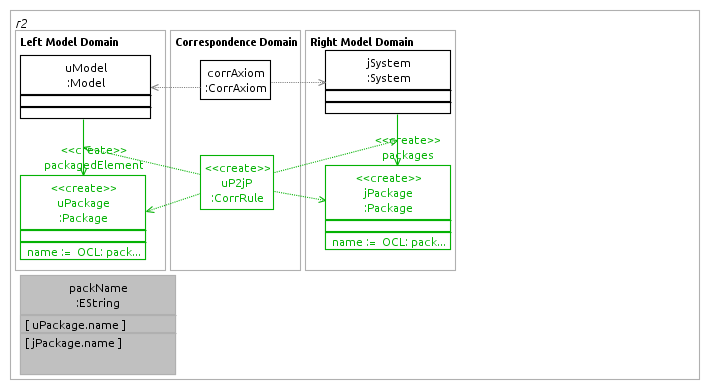 r2
Left Model Domain
Correspondence Domain
Right Model Domain
uModel
:Model
corrAxiom
:CorrAxiom
jSystem
:System
<<create>>
packagedElement
<<create>>
packages
<<create>>
uPackage
:Package
name := OCL: pack...
<<create>>
uP2jP
:CorrRule
<<create>>
jPackage
:Package
name := OCL: pack...
packName
:EString
[ uPackage.name ]
[ jPackage.name ]